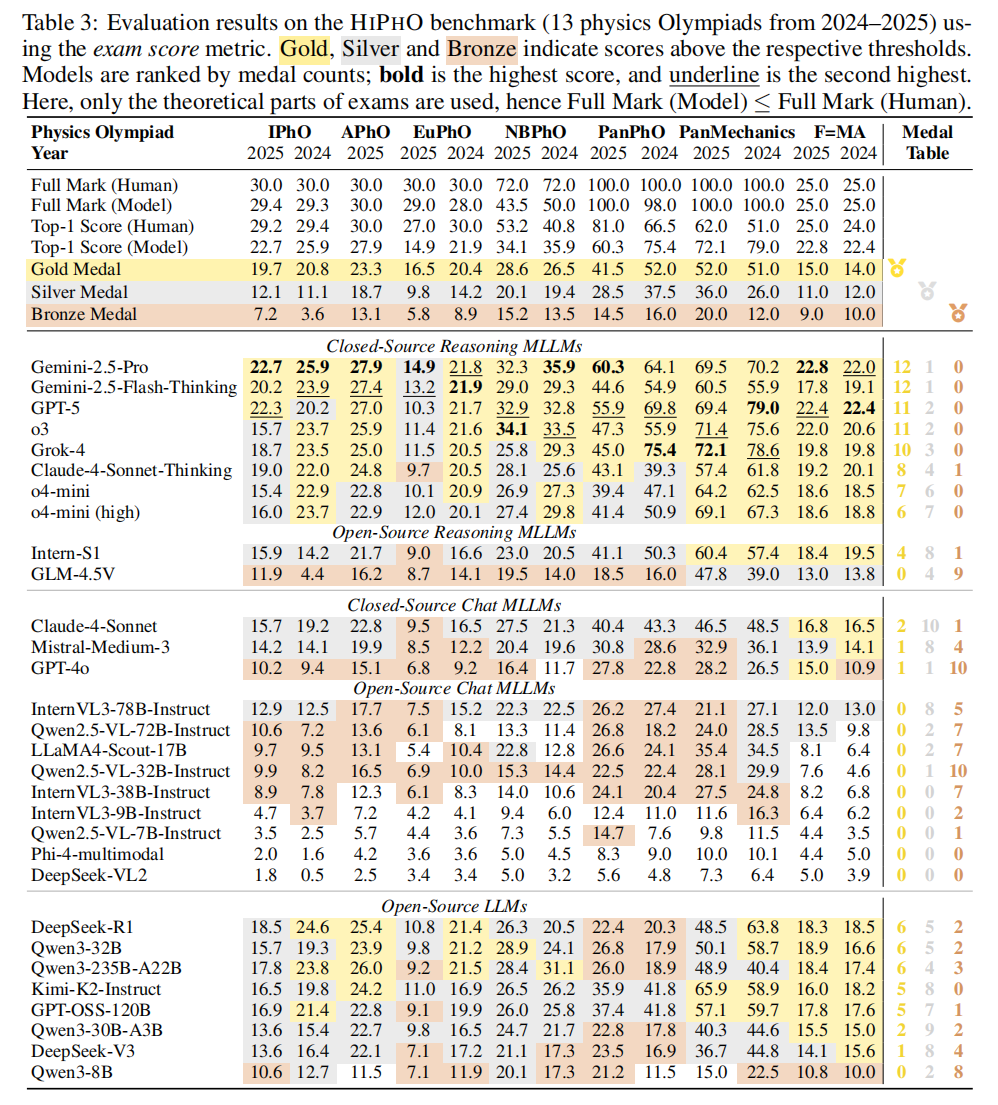 Table 3: Evaluation results on the HIPHO benchmark (13 physics Olympiads from 2024–2025) us-
ing the exam score metric. Gold, Silver and Bronze indicate scores above the respective thresholds.
Models are ranked by medal counts; bold is the highest score, and underline is the second highest.
Here, only the theoretical parts of exams are used, hence Full Mark (Model) ≤ Full Mark (Human).
Physics Olympiad IPhO APhO EuPhO NBPhO PanPhO PanMechanics F=MA Medal
Year 2025 2024 2025 2025 2024 2025 2024 2025 2024 2025 2024 2025 2024 Table
Full Mark (Human) 30.0 30.0 30.0 30.0 30.0 72.0 72.0 100.0 100.0 100.0 100.0 25.0 25.0
Full Mark (Model) 29.4 29.3 30.0 29.0 28.0 43.5 50.0 100.0 98.0 100.0 100.0 25.0 25.0
Top-1 Score (Human) 29.2 29.4 30.0 27.0 30.0 53.2 40.8 81.0 66.5 62.0 51.0 25.0 24.0
Top-1 Score (Model) 22.7 25.9 27.9 14.9 21.9 34.1 35.9 60.3 75.4 72.1 79.0 22.8 22.4
Gold Medal 19.7 20.8 23.3 16.5 20.4 28.6 26.5 41.5 52.0 52.0 51.0 15.0 14.0
Silver Medal 12.1 11.1 18.7 9.8 14.2 20.1 19.4 28.5 37.5 36.0 26.0 11.0 12.0
Bronze Medal 7.2 3.6 13.1 5.8 8.9 15.2 13.5 14.5 16.0 20.0 12.0 9.0 10.0
Closed-Source Reasoning MLLMs
Gemini-2.5-Pro 22.7 25.9 27.9 14.9 21.8 32.3 35.9 60.3 64.1 69.5 70.2 22.8 22.0 12 1 0
Gemini-2.5-Flash-Thinking 20.2 23.9 27.4 13.2 21.9 29.0 29.3 44.6 54.9 60.5 55.9 17.8 19.1 12 1 0
GPT-5 22.3 20.2 27.0 10.3 21.7 32.9 32.8 55.9 69.8 69.4 79.0 22.4 22.4 11 2 0
o3 15.7 23.7 25.9 11.4 21.6 34.1 33.5 47.3 55.9 71.4 75.6 22.0 20.6 11 2 0
Grok-4 18.7 23.5 25.0 11.5 20.5 25.8 29.3 45.0 75.4 72.1 78.6 19.8 19.8 10 3 0
Claude-4-Sonnet-Thinking 19.0 22.0 24.8 9.7 20.5 28.1 25.6 43.1 39.3 57.4 61.8 19.2 20.1 8 4 1
o4-mini 15.4 22.9 22.8 10.1 20.9 26.9 27.3 39.4 47.1 64.2 62.5 18.6 18.5 7 6 0
o4-mini (high) 16.0 23.7 22.9 12.0 20.1 27.4 29.8 41.4 50.9 69.1 67.3 18.6 18.8 6 7 0
Open-Source Reasoning MLLMs
Intern-S1 15.9 14.2 21.7 9.0 16.6 23.0 20.5 41.1 50.3 60.4 57.4 18.4 19.5 4 8 1
GLM-4.5V 11.9 4.4 16.2 8.7 14.1 19.5 14.0 18.5 16.0 47.8 39.0 13.0 13.8 0 4 9
Closed-Source Chat MLLMs
Claude-4-Sonnet 15.7 19.2 22.8 9.5 16.5 27.5 21.3 40.4 43.3 46.5 48.5 16.8 16.5 2 10 1
Mistral-Medium-3 14.2 14.1 19.9 8.5 12.2 20.4 19.6 30.8 28.6 32.9 36.1 13.9 14.1 1 8 4
GPT-4o 10.2 9.4 15.1 6.8 9.2 16.4 11.7 27.8 22.8 28.2 26.5 15.0 10.9 1 1 10
Open-Source Chat MLLMs
InternVL3-78B-Instruct 12.9 12.5 17.7 7.5 15.2 22.3 22.5 26.2 27.4 21.1 27.1 12.0 13.0 0 8 5
Qwen2.5-VL-72B-Instruct 10.6 7.2 13.6 6.1 8.1 13.3 11.4 26.8 18.2 24.0 28.5 13.5 9.8 0 2 7
LLaMA4-Scout-17B 9.7 9.5 13.1 5.4 10.4 22.8 12.8 26.6 24.1 35.4 34.5 8.1 6.4 0 2 7
Qwen2.5-VL-32B-Instruct 9.9 8.2 16.5 6.9 10.0 15.3 14.4 22.5 22.4 28.1 29.9 7.6 4.6 0 1 10
InternVL3-38B-Instruct 8.9 7.8 12.3 6.1 8.3 14.0 10.6 24.1 20.4 27.5 24.8 8.2 6.8 0 0 7
InternVL3-9B-Instruct 4.7 3.7 7.2 4.2 4.1 9.4 6.0 12.4 11.0 11.6 16.3 6.4 6.2 0 0 2
Qwen2.5-VL-7B-Instruct 3.5 2.5 5.7 4.4 3.6 7.3 5.5 14.7 7.6 9.8 11.5 4.4 3.5 0 0 1
Phi-4-multimodal 2.0 1.6 4.2 3.6 3.6 5.0 4.5 8.3 9.0 10.0 10.1 4.4 5.0 0 0 0
DeepSeek-VL2 1.8 0.5 2.5 3.4 3.4 5.0 3.2 5.6 4.8 7.3 6.4 5.0 3.9 0 0 0
Open-Source LLMs
DeepSeek-R1 18.5 24.6 25.4 10.8 21.4 26.3 20.5 22.4 20.3 48.5 63.8 18.3 18.5 6 5 2
Qwen3-32B 15.7 19.3 23.9 9.8 21.2 28.9 24.1 26.8 17.9 50.1 58.7 18.9 16.6 6 5 2
Qwen3-235B-A22B 17.8 23.8 26.0 9.2 21.5 28.4 31.1 26.0 18.9 48.9 40.4 18.4 17.4 6 4 3
Kimi-K2-Instruct 16.5 19.8 24.2 11.0 16.9 26.5 26.2 35.9 41.8 65.9 58.9 16.0 18.2 5 8 0
GPT-OSS-120B 16.9 21.4 22.8 9.1 19.9 26.0 25.8 37.4 41.8 57.1 59.7 17.8 17.6 5 7 1
Qwen3-30B-A3B 13.6 15.4 22.7 9.8 16.5 24.7 21.7 22.8 17.8 40.3 44.6 15.5 15.0 2 9 2
DeepSeek-V3 13.6 16.4 22.1 7.1 17.2 21.1 17.3 23.5 16.9 36.7 44.8 14.1 15.6 1 8 4
Qwen3-8B 10.6 12.7 11.5 7.1 11.9 20.1 17.3 21.2 11.5 15.0 22.5 10.8 10.0 0 2 8